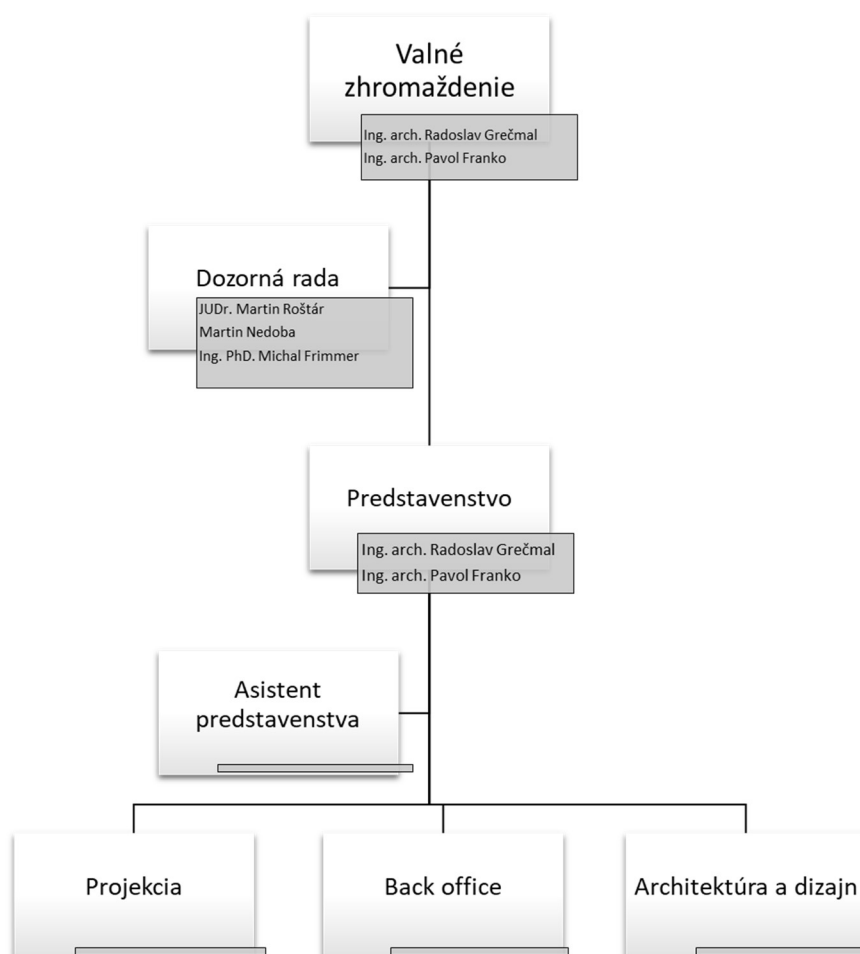 Valné
zhromaždenie
Ing. arch. Radoslav Grečmal
Ing. arch. Pavol Franko
Dozorná rada
JUDr. Martin Roštár
Martin Nedoba
Ing. PhD. Michal Frimmer
Predstavenstvo
Ing. arch. Radoslav Grečmal
Ing. arch. Pavol Franko
Asistent
predstavenstva
Projekcia
Back office
Architektúra a dizajn